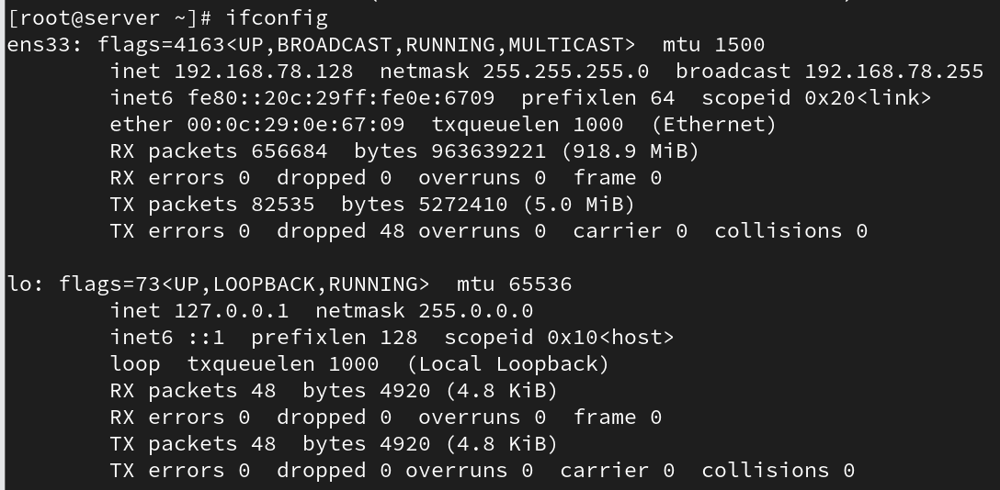 [root@server ~]# ifconfig
ens33: flags=4163<UP,BROADCAST,RUNNING,MULTICAST>  mtu 1500
        inet 192.168.78.128  netmask 255.255.255.0  broadcast 192.168.78.255
        inet6 fe80::20c:29ff:fe0e:6709  prefixlen 64  scopeid 0x20<link>
        ether 00:0c:29:0e:67:09  txqueuelen 1000  (Ethernet)
        RX packets 656684  bytes 963639221 (918.9 MiB)
        RX errors 0  dropped 0  overruns 0  frame 0
        TX packets 82535  bytes 5272410 (5.0 MiB)
        TX errors 0  dropped 48 overruns 0  carrier 0  collisions 0

lo: flags=73<UP,LOOPBACK,RUNNING>  mtu 65536
        inet 127.0.0.1  netmask 255.0.0.0
        inet6 ::1  prefixlen 128  scopeid 0x10<host>
        loop  txqueuelen 1000  (Local Loopback)
        RX packets 48  bytes 4920 (4.8 KiB)
        RX errors 0  dropped 0  overruns 0  frame 0
        TX packets 48  bytes 4920 (4.8 KiB)
        TX errors 0  dropped 0 overruns 0  carrier 0  collisions 0